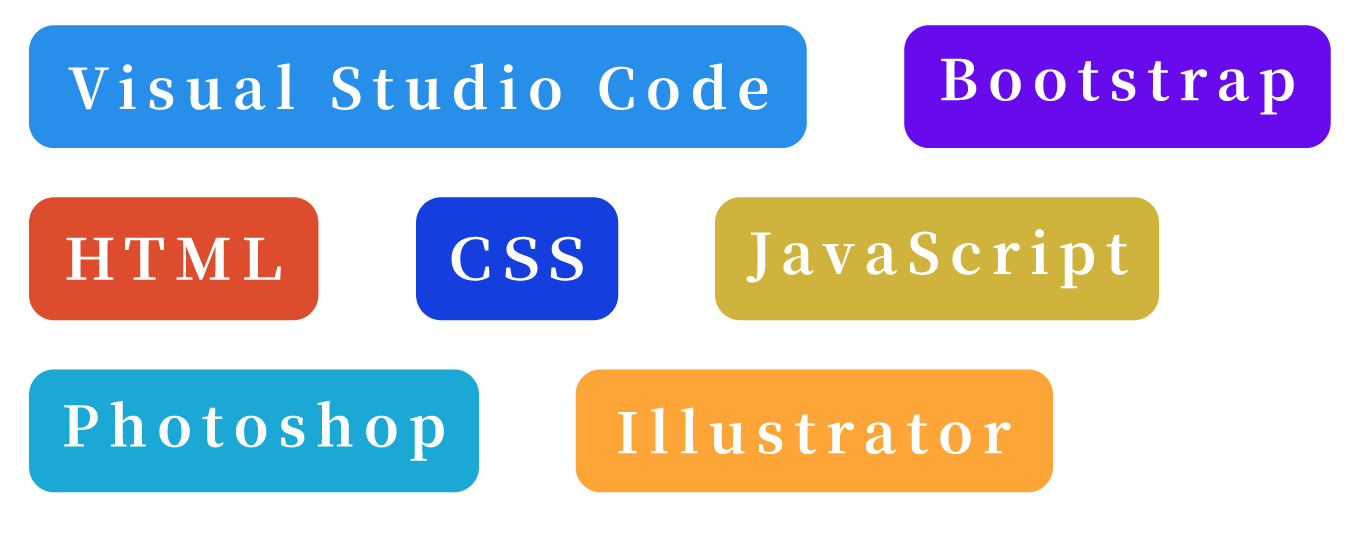 Visual Studio Code
Bootstrap
HTML
CSS
JavaScript
Photoshop
Illustrator